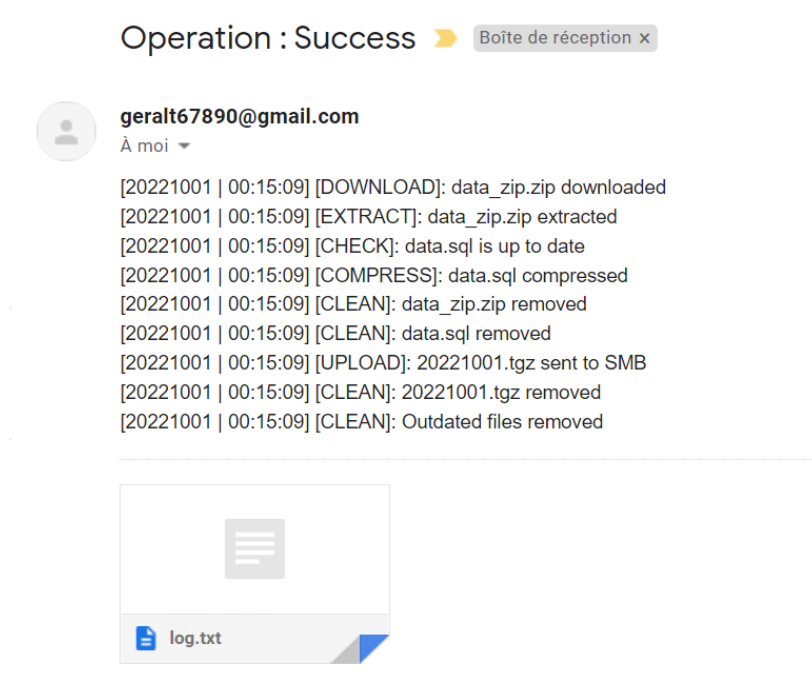 Operation : Success
Boîte de réception ×
geralt67890@gmail.com
À moi
[20221001 | 00:15:09] [DOWNLOAD]: data_zip.zip downloaded
[20221001 | 00:15:09] [EXTRACT]: data_zip.zip extracted
[20221001 | 00:15:09] [CHECK]: data.sql is up to date
[20221001 | 00:15:09] [COMPRESS]: data.sql compressed
[20221001 | 00:15:09] [CLEAN]: data_zip.zip removed
[20221001 | 00:15:09] [CLEAN]: data.sql removed
[20221001 | 00:15:09] [UPLOAD]: 20221001.tgz sent to SMB
[20221001 | 00:15:09] [CLEAN]: 20221001.tgz removed
[20221001 | 00:15:09] [CLEAN]: Outdated files removed
log.txt